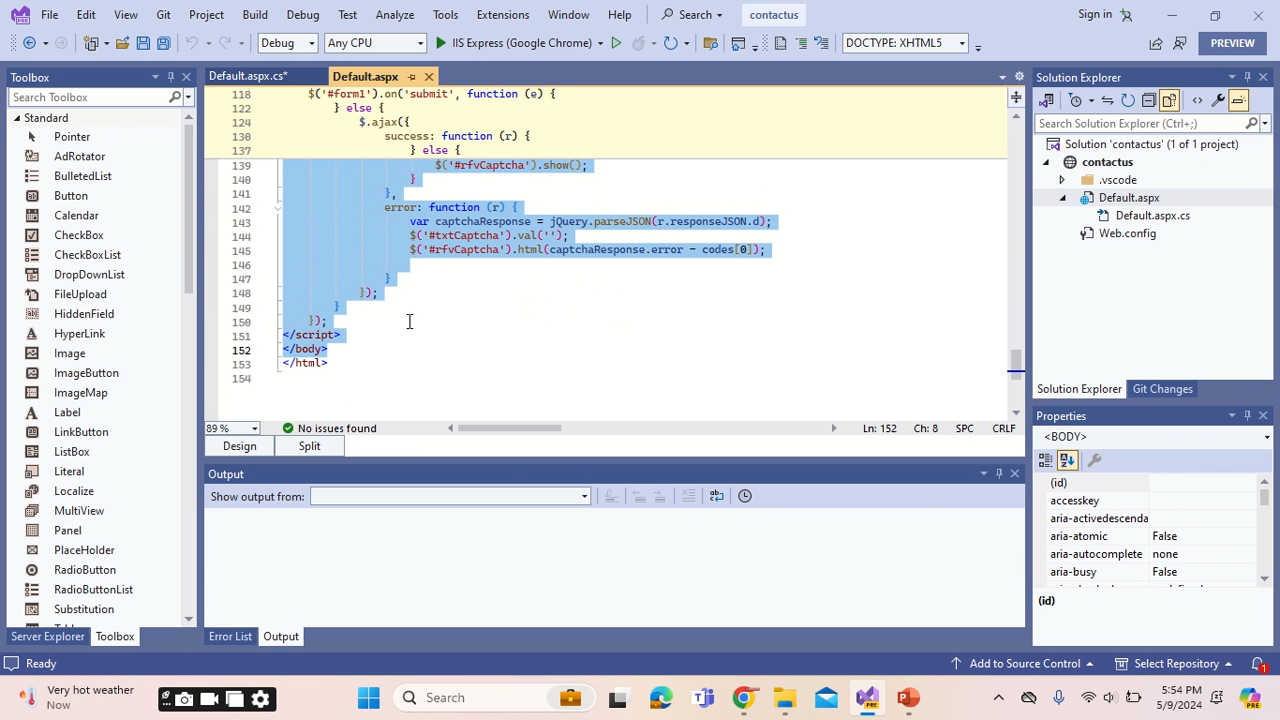 File Edit View Git Project Build Debug Test Analyze Tools Extensions Window Help Search contactus Sign in
Debug Any CPU IIS Express (Google Chrome) DOCTYPE: XHTML5 PREVIEW
Toolbox
Search Toolbox
Standard
Pointer
AdRotator
BulletedList
Button
Calendar
CheckBox
CheckBoxList
DropDownList
FileUpload
HiddenField
HyperLink
Image
ImageButton
ImageMap
Label
LinkButton
ListBox
Literal
Localize
MultiView
Panel
PlaceHolder
RadioButton
RadioButtonList
Substitution
Server Explorer Toolbox
Default.aspx.cs* Default.aspx
118 $('#form1').on('submit', function (e) {
122 } else {
124 $.ajax({
130 success: function (r) {
137 } else {
139 $('#rfvCaptcha').show();
140 }
141 },
142 error: function (r) {
143 var captchaResponse = jQuery.parseJSON(r.responseJSON.d);
144 $('#txtCaptcha').val('');
145 $('#rfvCaptcha').html(captchaResponse.error - codes[0]);
146
147 }
148 });
149 }
150 });
151 </script>
152 </body>
153 </html>
154
89 % No issues found Ln: 152 Ch: 8 SPC CRLF
Design Split
Output
Show output from:
Error List Output
Solution Explorer
Search Solution Explorer (Ctrl+;)
Solution 'contactus' (1 of 1 project)
contactus
.vscode
Default.aspx
Default.aspx.cs
Web.config
Solution Explorer Git Changes
Properties
<BODY>
(id)
accesskey
aria-activedescenda
aria-atomic False
aria-autocomplete none
aria-busy False
(id)
Ready Add to Source Control Select Repository 1
Very hot weather
Now
Search
PRE
5:54 PM
5/9/2024
PRE